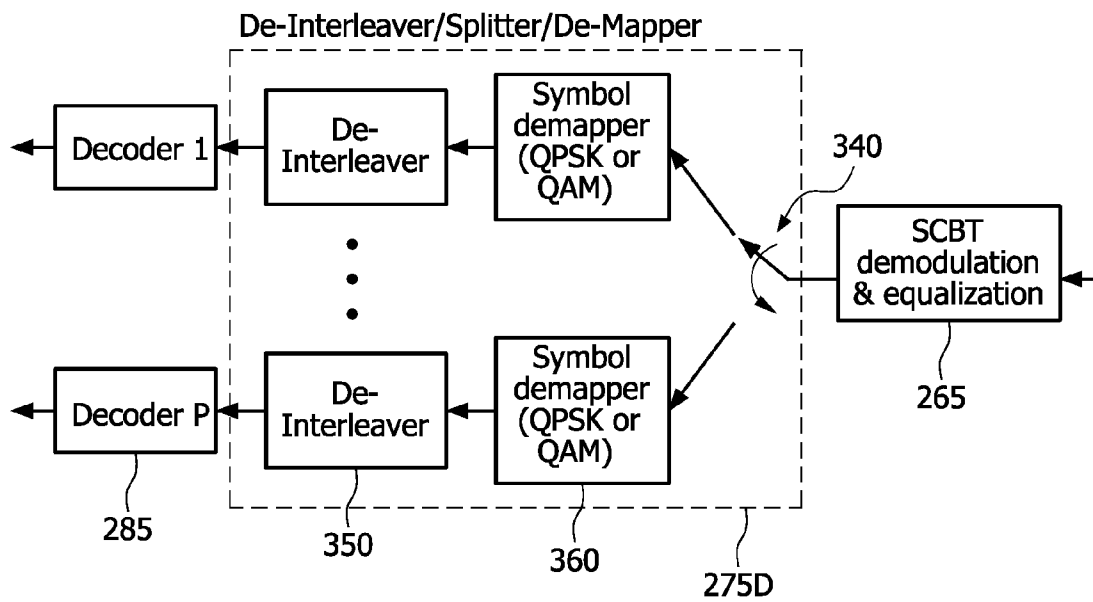 De-Interleaver/Splitter/De-Mapper
Decoder 1
De-
Interleaver
Symbol
demapper
(QPSK or
QAM)
340
SCBT
demodulation
& equalization
265
Decoder P
De-
Interleaver
Symbol
demapper
(QPSK or
QAM)
285
350
360
275D